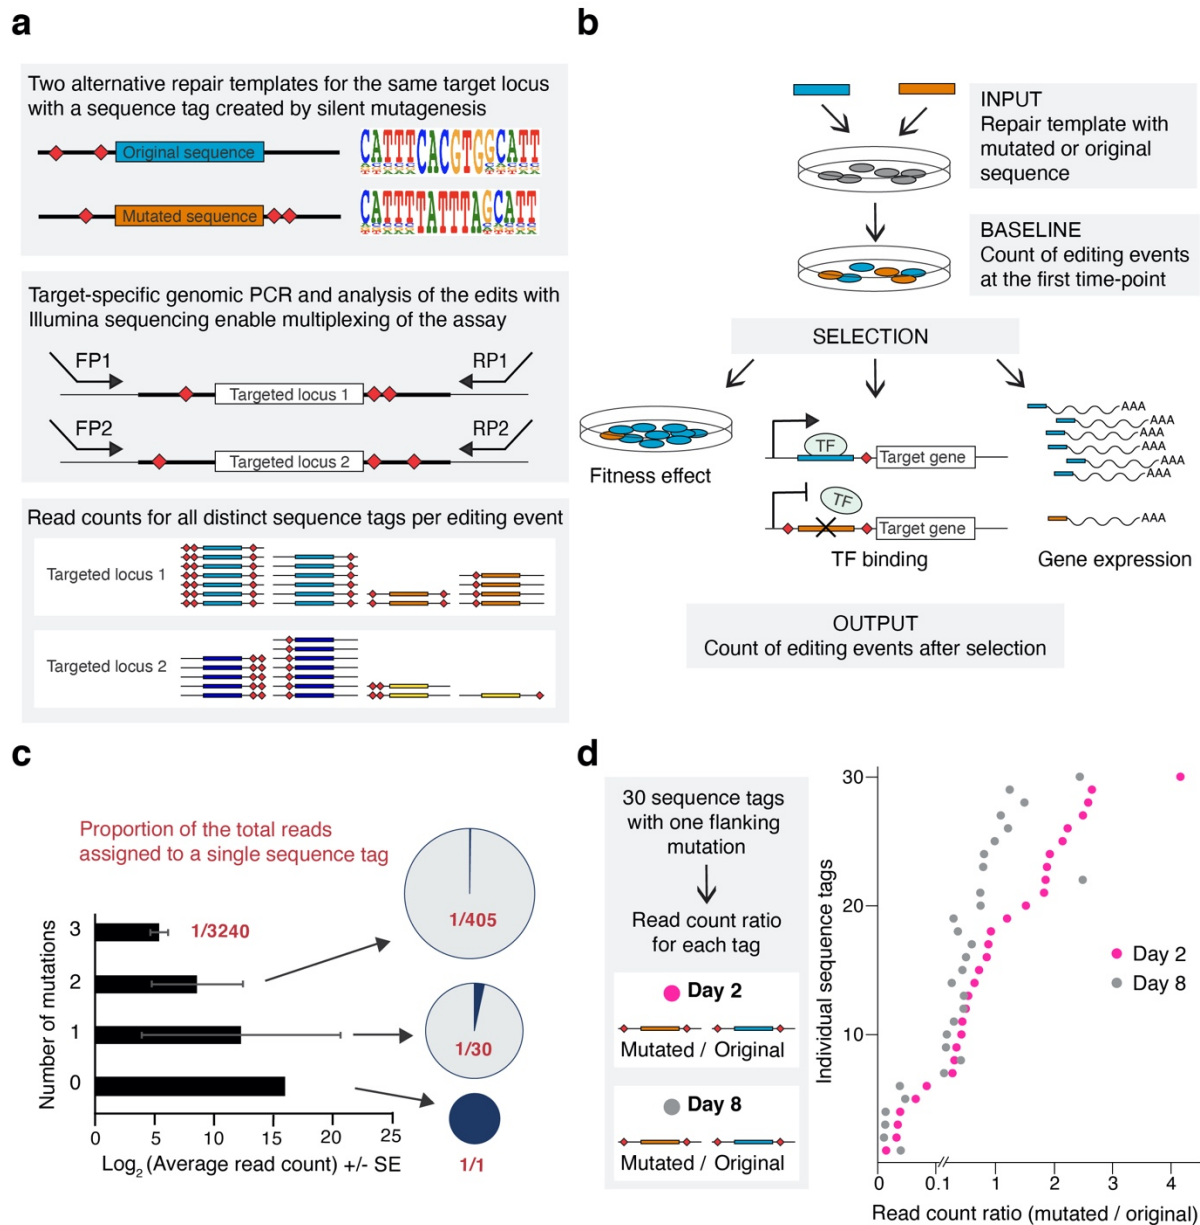 a
Two alternative repair templates for the same target locus
with a sequence tag created by silent mutagenesis
Original sequence
CATTTCACGTGGCATT
Mutated sequence
CATTTTATTTAGCATT
Target-specific genomic PCR and analysis of the edits with
Illumina sequencing enable multiplexing of the assay
FP1
RP1
Targeted locus 1
FP2
RP2
Targeted locus 2
Read counts for all distinct sequence tags per editing event
Targeted locus 1
Targeted locus 2
b
INPUT
Repair template with
mutated or original
sequence
BASELINE
Count of editing events
at the first time-point
SELECTION
Fitness effect
TF
Target gene
TF
Target gene
TF binding
AAA
AAA
AAA
AAA
AAA
AAA
AAA
Gene expression
OUTPUT
Count of editing events after selection
c
Proportion of the total reads
assigned to a single sequence tag
1/405
1/3240
1/30
1/1
Number of mutations
3
2
1
0
0 5 10 15 20 25
Log2 (Average read count) +/- SE
d
30 sequence tags
with one flanking
mutation
Read count ratio
for each tag
Day 2
Mutated / Original
Day 8
Mutated / Original
Individual sequence tags
30
20
10
Day 2
Day 8
0 0.1 1 2 3 4
Read count ratio (mutated / original)